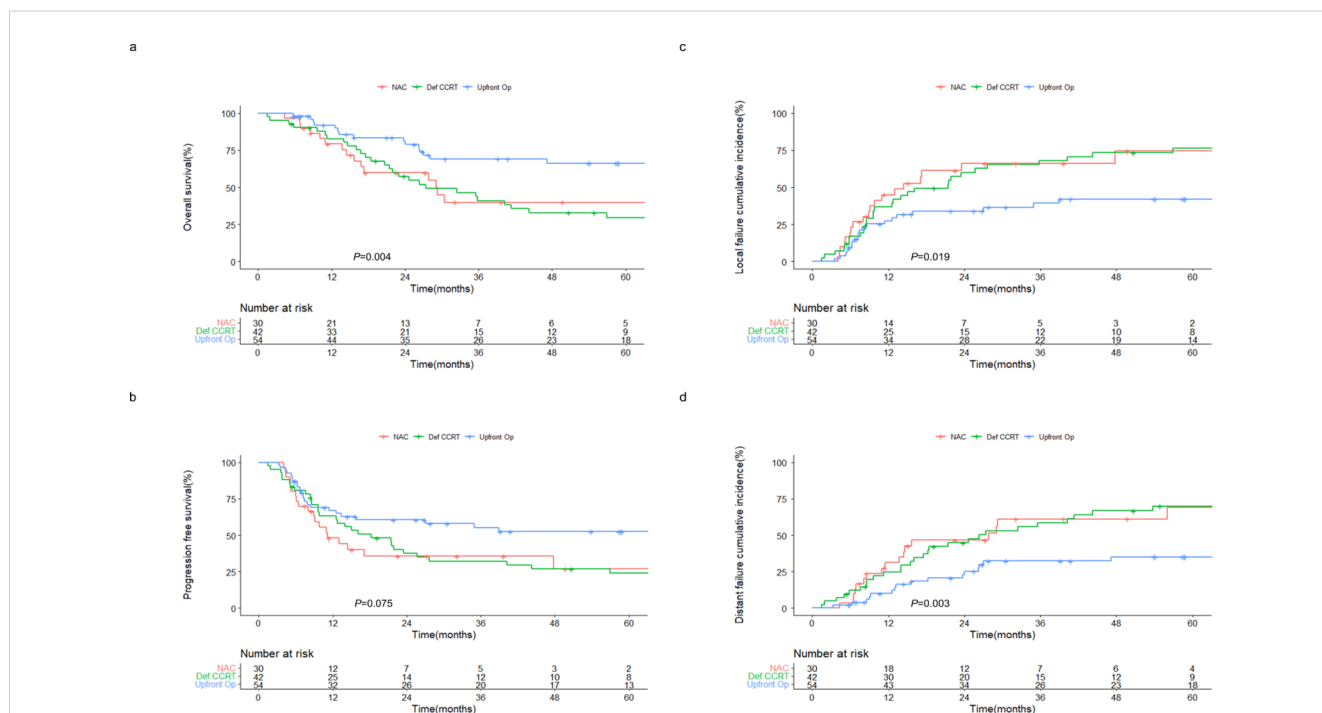 a
NAC Def CCRT Upfront Op
Overall survival(%)
100
75
50
25
0
P=0.004
0 12 24 36 48 60
Time(months)
Number at risk
NAC 30 21 13 7 6 5
Def CCRT 42 33 21 15 12 9
Upfront Op 54 44 35 26 23 18
0 12 24 36 48 60
Time(months)
c
NAC Def CCRT Upfront Op
Local failure cumulative incidence(%)
100
75
50
25
0
P=0.019
0 12 24 36 48 60
Time(months)
Number at risk
NAC 30 14 7 5 3 2
Def CCRT 42 25 15 12 10 8
Upfront Op 54 34 28 22 19 14
0 12 24 36 48 60
Time(months)
b
NAC Def CCRT Upfront Op
Progression free survival(%)
100
75
50
25
0
P=0.075
0 12 24 36 48 60
Time(months)
Number at risk
NAC 30 12 7 5 3 2
Def CCRT 42 25 14 12 10 8
Upfront Op 54 32 26 20 17 13
0 12 24 36 48 60
Time(months)
d
NAC Def CCRT Upfront Op
Distant failure cumulative incidence(%)
100
75
50
25
0
P=0.003
0 12 24 36 48 60
Time(months)
Number at risk
NAC 30 18 12 7 6 4
Def CCRT 42 30 20 15 12 9
Upfront Op 54 43 34 26 23 18
0 12 24 36 48 60
Time(months)